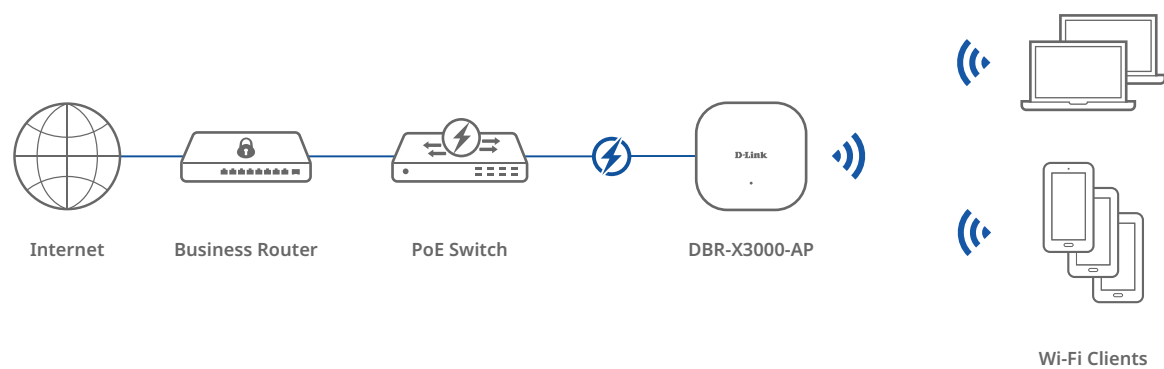 D-Link
Internet
Business Router
PoE Switch
DBR-X3000-AP
Wi-Fi Clients